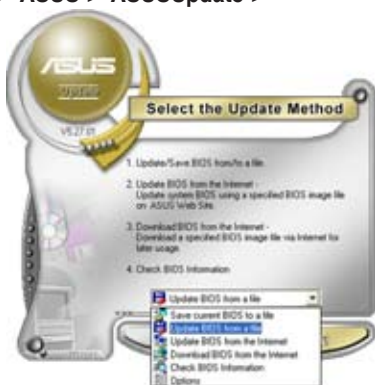 ASUS > ASUSUpdate >
ASUS
Update
V6.27.01
Select the Update Method
1. Update/Save BIOS from/to a file.
2. Update BIOS from the Internet -
Update system BIOS using a specified BIOS image file
on ASUS Web Site.
3. Download BIOS from the Internet -
Download a specified BIOS image file via Internet for
later usage.
4. Check BIOS Information
Update BIOS from a file
Save current BIOS to a file
Update BIOS from a file
Update BIOS from the Internet
Download BIOS from the Internet
Check BIOS Information
Options